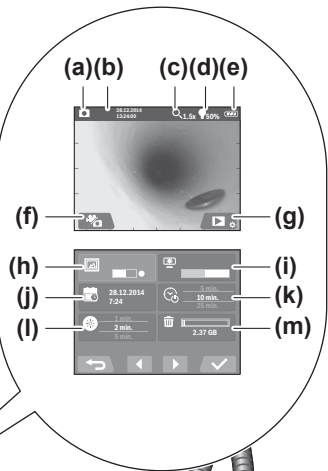 (a)(b) (c)(d)(e)
28.12.2014
13:24:00
1.5x 50%
(f) (g)
(h) (i)
(j) 28.12.2014
7:24
5 min.
10 min.
25 min.
(k)
(l) 1 min.
2 min.
5 min.
2.37 GB
(m)